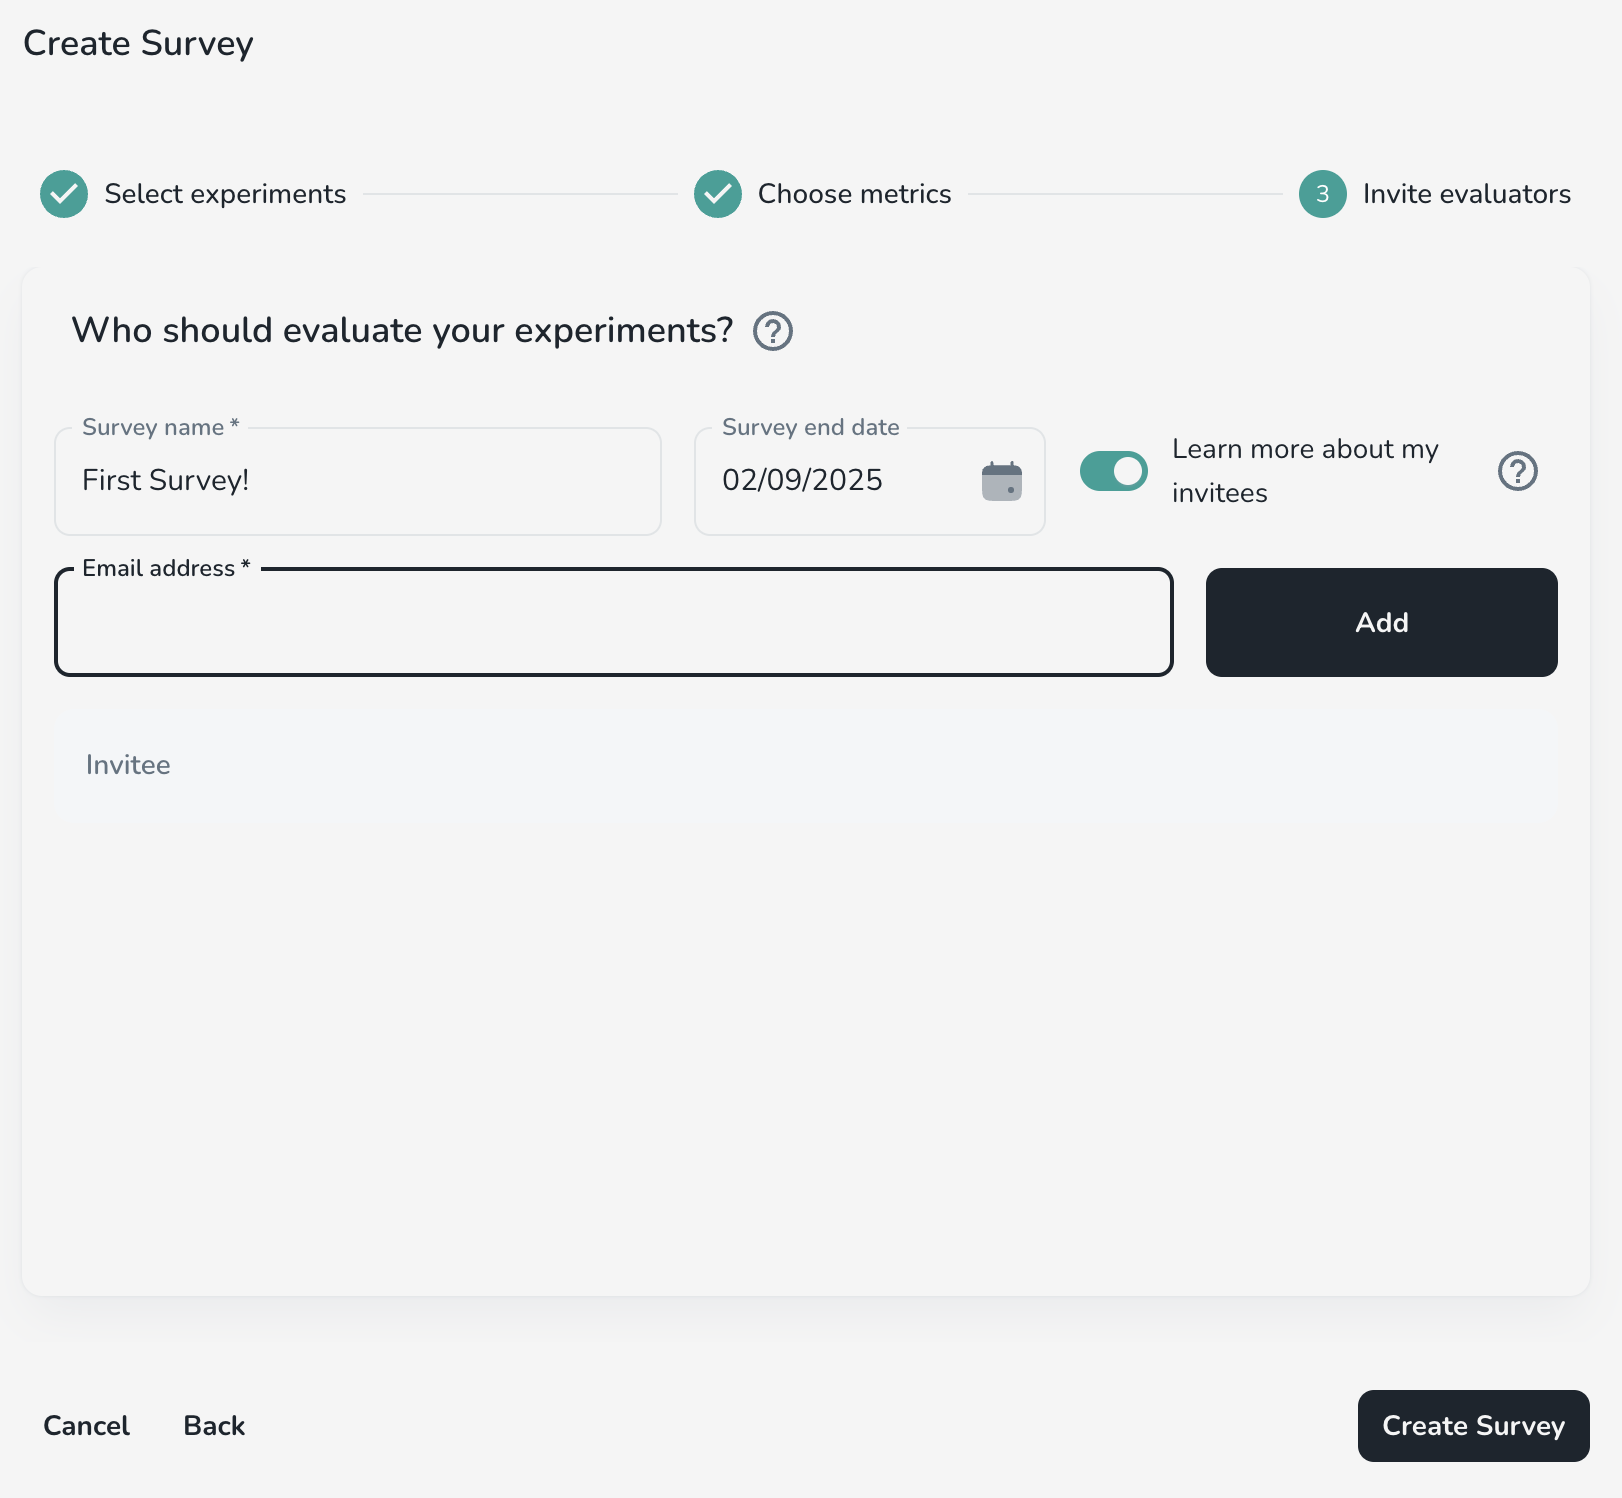 Create Survey
Select experiments
Choose metrics
3 Invite evaluators
Who should evaluate your experiments?
Survey name *
First Survey!
Survey end date
02/09/2025
Learn more about my
invitees
Email address *
Add
Invitee
Cancel
Back
Create Survey